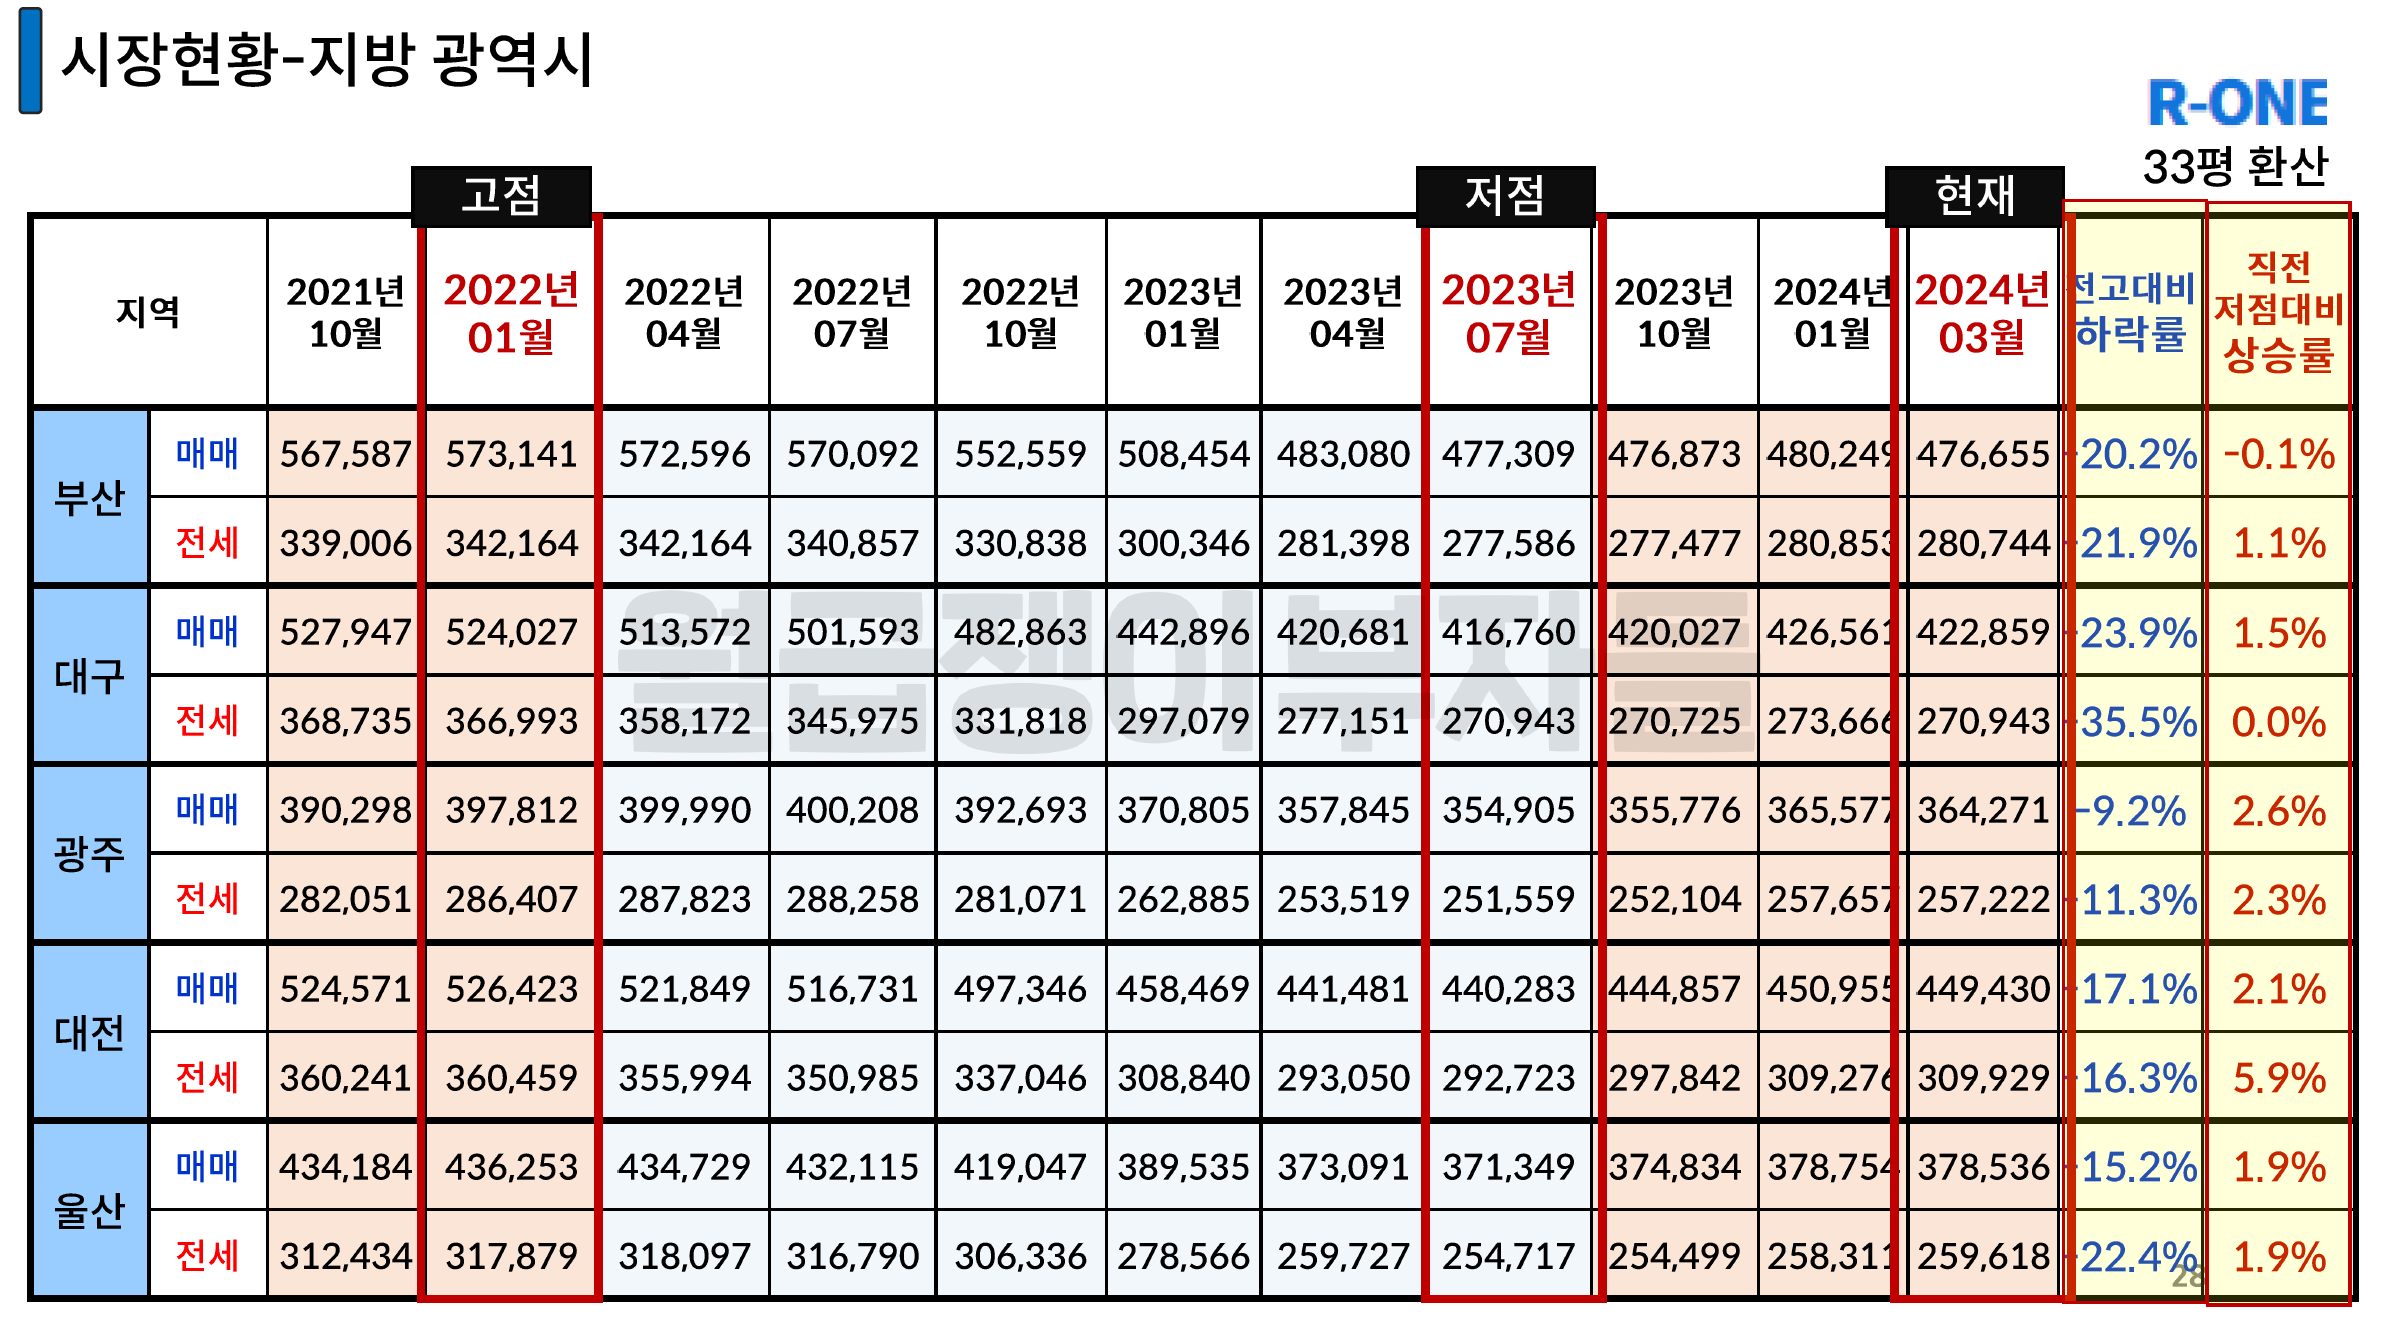 시장현황-지방 광역시
R-ONE
33평 환산
고점 저점 현재
지역 2021년 10월 2022년 01월 2022년 04월 2022년 07월 2022년 10월 2023년 01월 2023년 04월 2023년 07월 2023년 10월 2024년 01월 2024년 03월 전고대비 하락률 직전 저점대비 상승률
부산 매매 567,587 573,141 572,596 570,092 552,559 508,454 483,080 477,309 476,873 480,249 476,655 -20.2% -0.1%
전세 339,006 342,164 342,164 340,857 330,838 300,346 281,398 277,586 277,477 280,853 280,744 -21.9% 1.1%
대구 매매 527,947 524,027 513,572 501,593 482,863 442,896 420,681 416,760 420,027 426,561 422,859 -23.9% 1.5%
전세 368,735 366,993 358,172 345,975 331,818 297,079 277,151 270,943 270,725 273,666 270,943 -35.5% 0.0%
광주 매매 390,298 397,812 399,990 400,208 392,693 370,805 357,845 354,905 355,776 365,577 364,271 -9.2% 2.6%
전세 282,051 286,407 287,823 288,258 281,071 262,885 253,519 251,559 252,104 257,657 257,222 -11.3% 2.3%
대전 매매 524,571 526,423 521,849 516,731 497,346 458,469 441,481 440,283 444,857 450,955 449,430 -17.1% 2.1%
전세 360,241 360,459 355,994 350,985 337,046 308,840 293,050 292,723 297,842 309,276 309,929 -16.3% 5.9%
울산 매매 434,184 436,253 434,729 432,115 419,047 389,535 373,091 371,349 374,834 378,754 378,536 -15.2% 1.9%
전세 312,434 317,879 318,097 316,790 306,336 278,566 259,727 254,717 254,499 258,311 259,618 -22.4% 1.9%
월급쟁이부자들
28